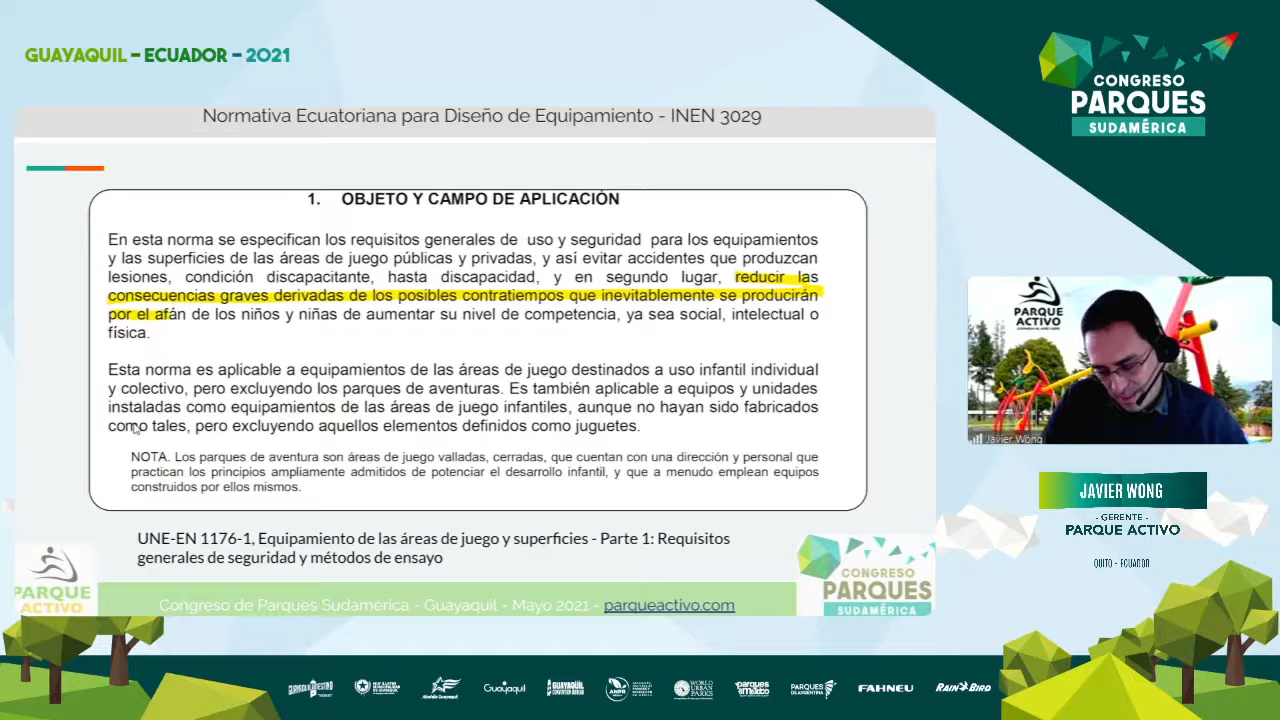 GUAYAQUIL - ECUADOR - 2021
CONGRESO
PARQUES
SUDAMÉRICA
Normativa Ecuatoriana para Diseño de Equipamiento - INEN 3029
1. OBJETO Y CAMPO DE APLICACIÓN
En esta norma se especifican los requisitos generales de uso y seguridad para los equipamientos
y las superficies de las áreas de juego públicas y privadas, y así evitar accidentes que produzcan
lesiones, condición discapacitante, hasta discapacidad, y en segundo lugar, reducir las
consecuencias graves derivadas de los posibles contratiempos que inevitablemente se producirán
por el afán de los niños y niñas de aumentar su nivel de competencia, ya sea social, intelectual o
física.
Esta norma es aplicable a equipamientos de las áreas de juego destinados a uso infantil individual
y colectivo, pero excluyendo los parques de aventuras. Es también aplicable a equipos y unidades
instaladas como equipamientos de las áreas de juego infantiles, aunque no hayan sido fabricados
como tales, pero excluyendo aquellos elementos definidos como juguetes.
NOTA. Los parques de aventura son áreas de juego valladas, cerradas, que cuentan con una dirección y personal que
practican los principios ampliamente admitidos de potenciar el desarrollo infantil, y que a menudo emplean equipos
construidos por ellos mismos.
UNE-EN 1176-1, Equipamiento de las áreas de juego y superficies - Parte 1: Requisitos
generales de seguridad y métodos de ensayo
PARQUE
ACTIVO
Congreso de Parques Sudamérica - Guayaquil - Mayo 2021 - parqueactivo.com
CONGRESO
PARQUES
SUDAMÉRICA
PARQUE
ACTIVO
Javier Wong
JAVIER WONG
- GERENTE -
PARQUE ACTIVO
QUITO - ECUADOR
Guayaquil
ANPR
WORLD
URBAN
PARKS
parques
de méxico
PARQUES
FAHNEU
RAIN BIRD